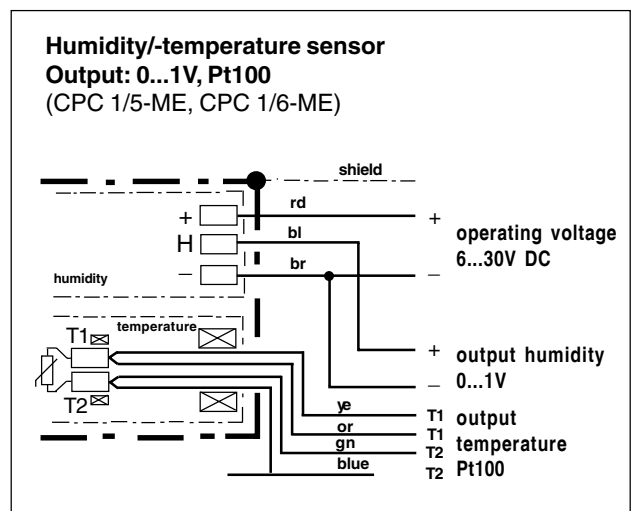 Humidity/-temperature sensor
Output: 0...1V, Pt100
(CPC 1/5-ME, CPC 1/6-ME)
shield
+ rd +
H bl operating voltage
6...30V DC
− br −
humidity
T1 temperature
+ output humidity
− 0...1V
T2
ye T1 output
or T1
gn T2 temperature
blue T2 Pt100